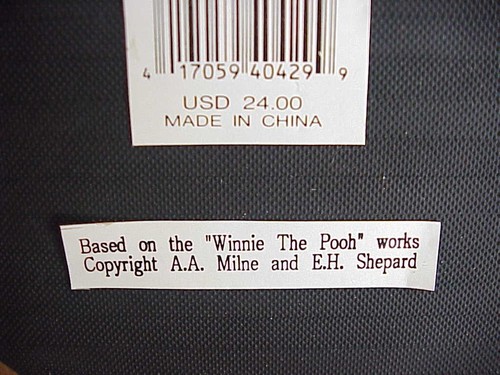 4 17059 40429 9
USD 24.00
MADE IN CHINA
Based on the "Winnie The Pooh" works
Copyright A.A. Milne and E.H. Shepard